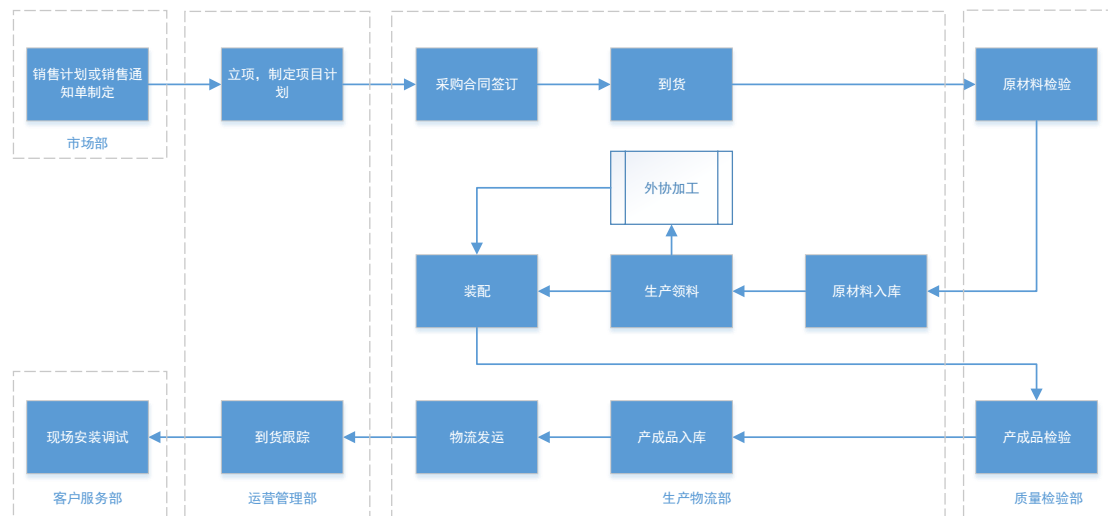 销售计划或销售通
知单制定
立项，制定项目计
划
采购合同签订
到货
原材料检验
市场部
外协加工
装配
生产领料
原材料入库
现场安装调试
到货跟踪
物流发运
产成品入库
产成品检验
客户服务部
运营管理部
生产物流部
质量检验部